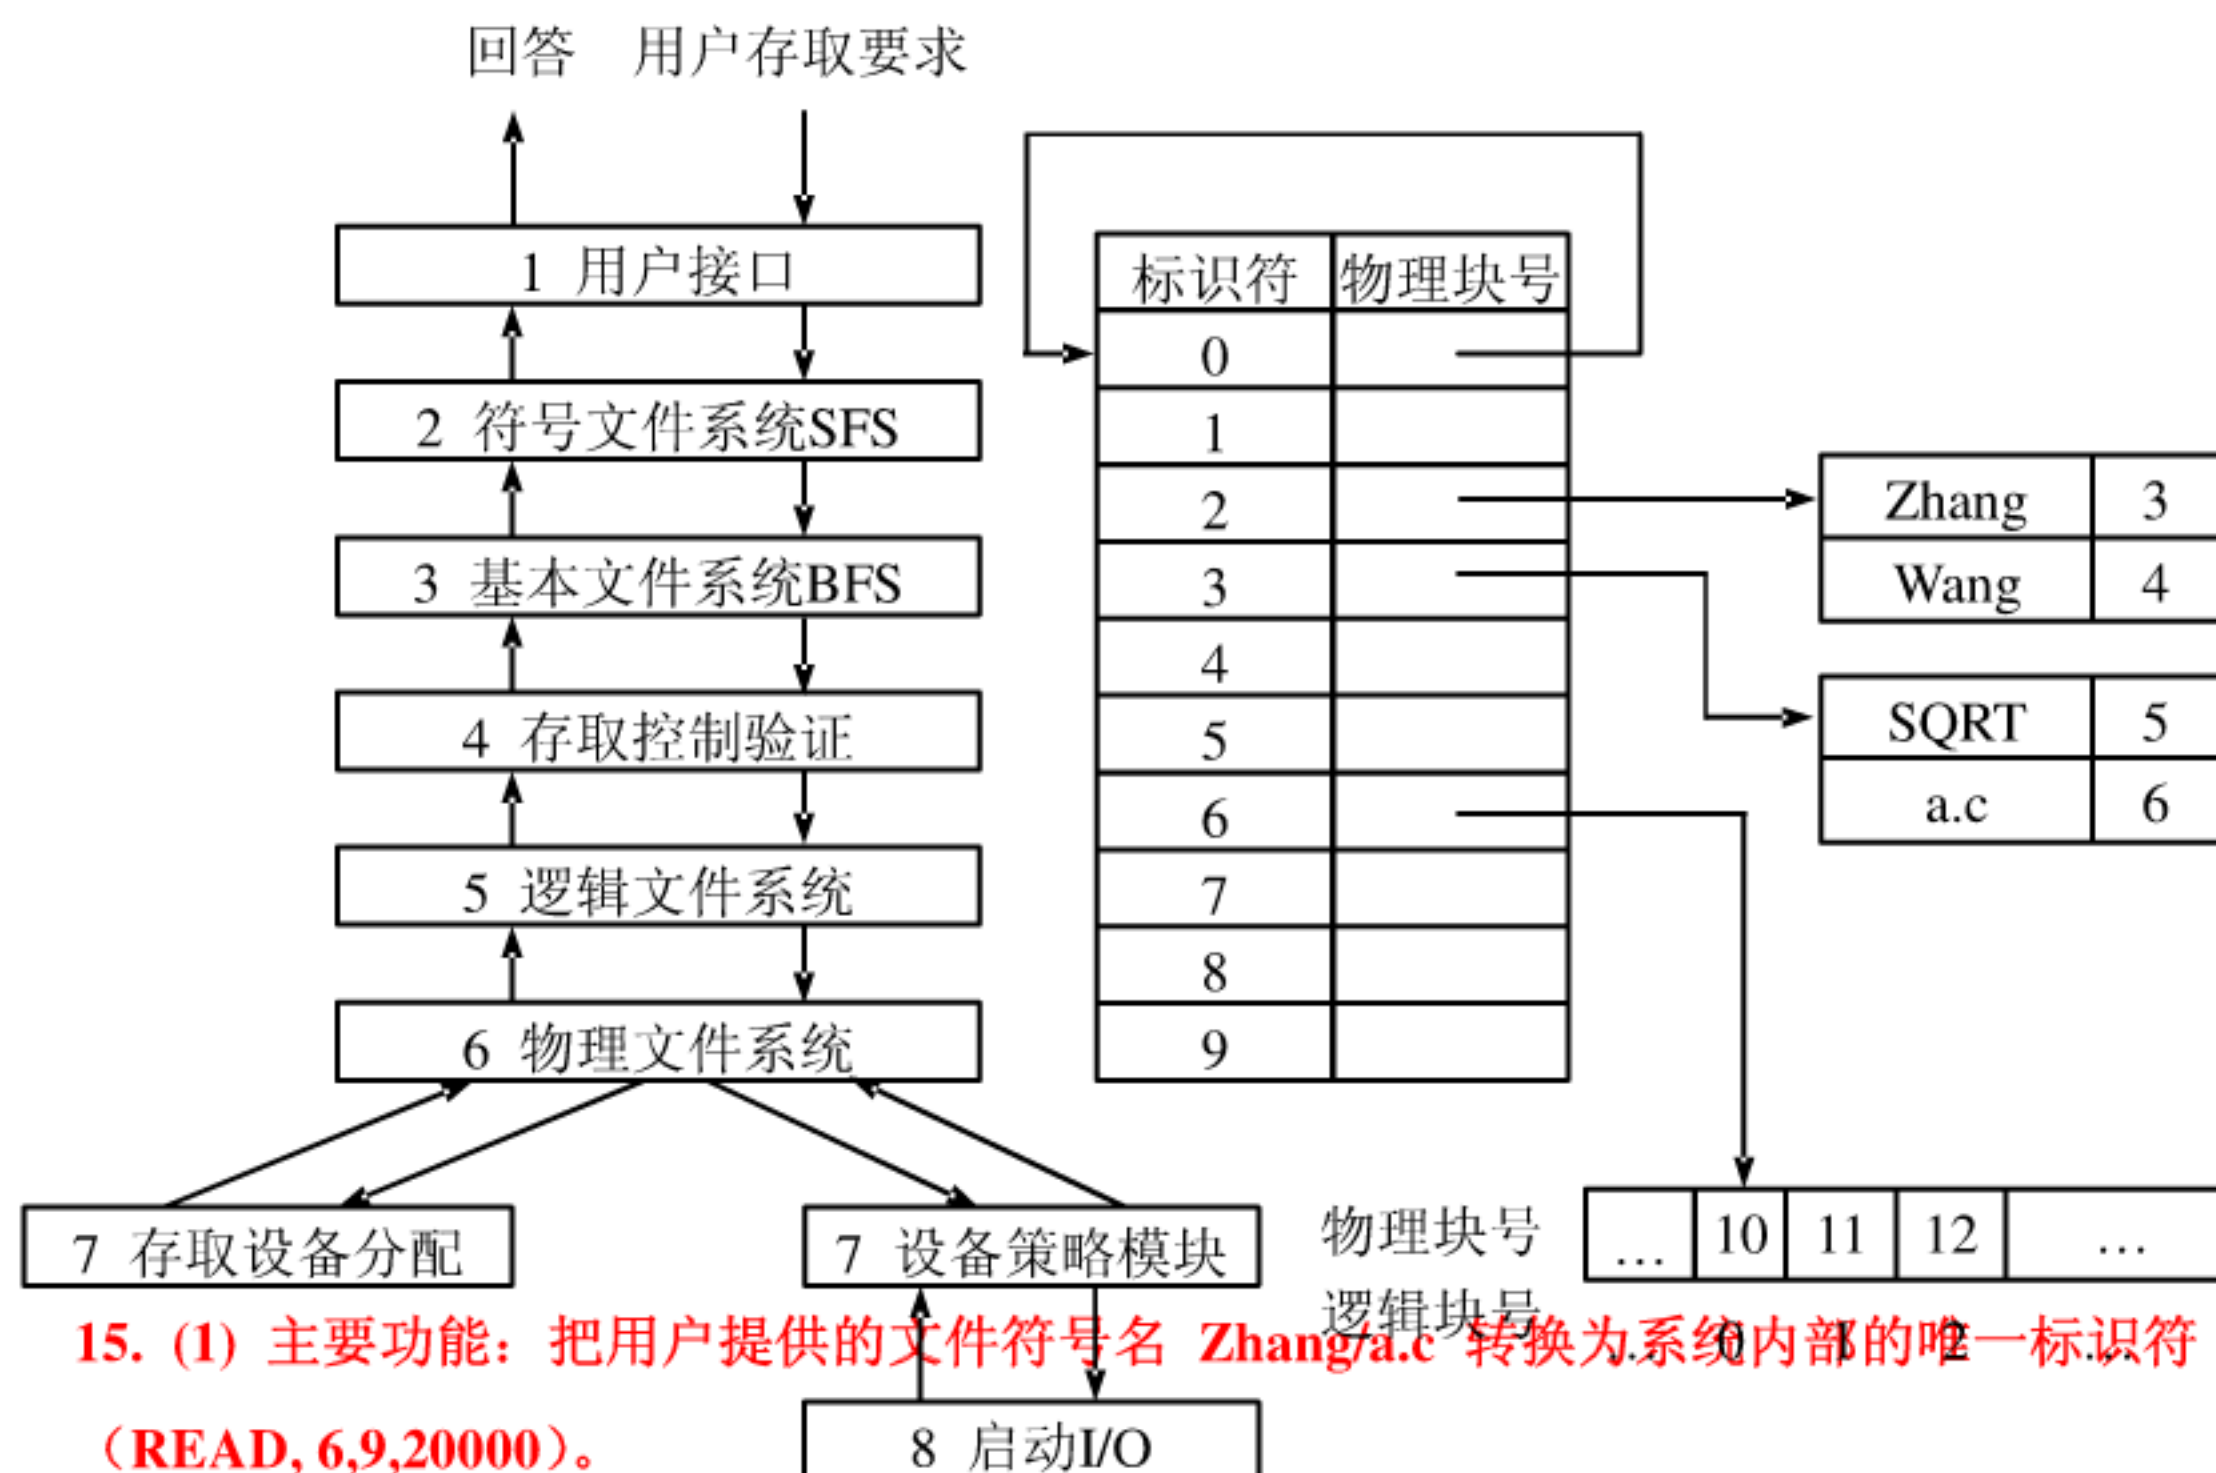 回答 用户存取要求
1 用户接口
2 符号文件系统SFS
3 基本文件系统BFS
4 存取控制验证
5 逻辑文件系统
6 物理文件系统
7 存取设备分配
7 设备策略模块
8 启动I/O
标识符 物理块号
0
1
2
3
4
5
6
7
8
9
Zhang 3
Wang 4
SQRT 5
a.c 6
物理块号 … 10 11 12 …
逻辑块号 … 0 1 2 …
15. (1) 主要功能：把用户提供的文件符号名 Zhang/a.c 转换为系统内部的唯一标识符
（READ, 6,9,20000）。